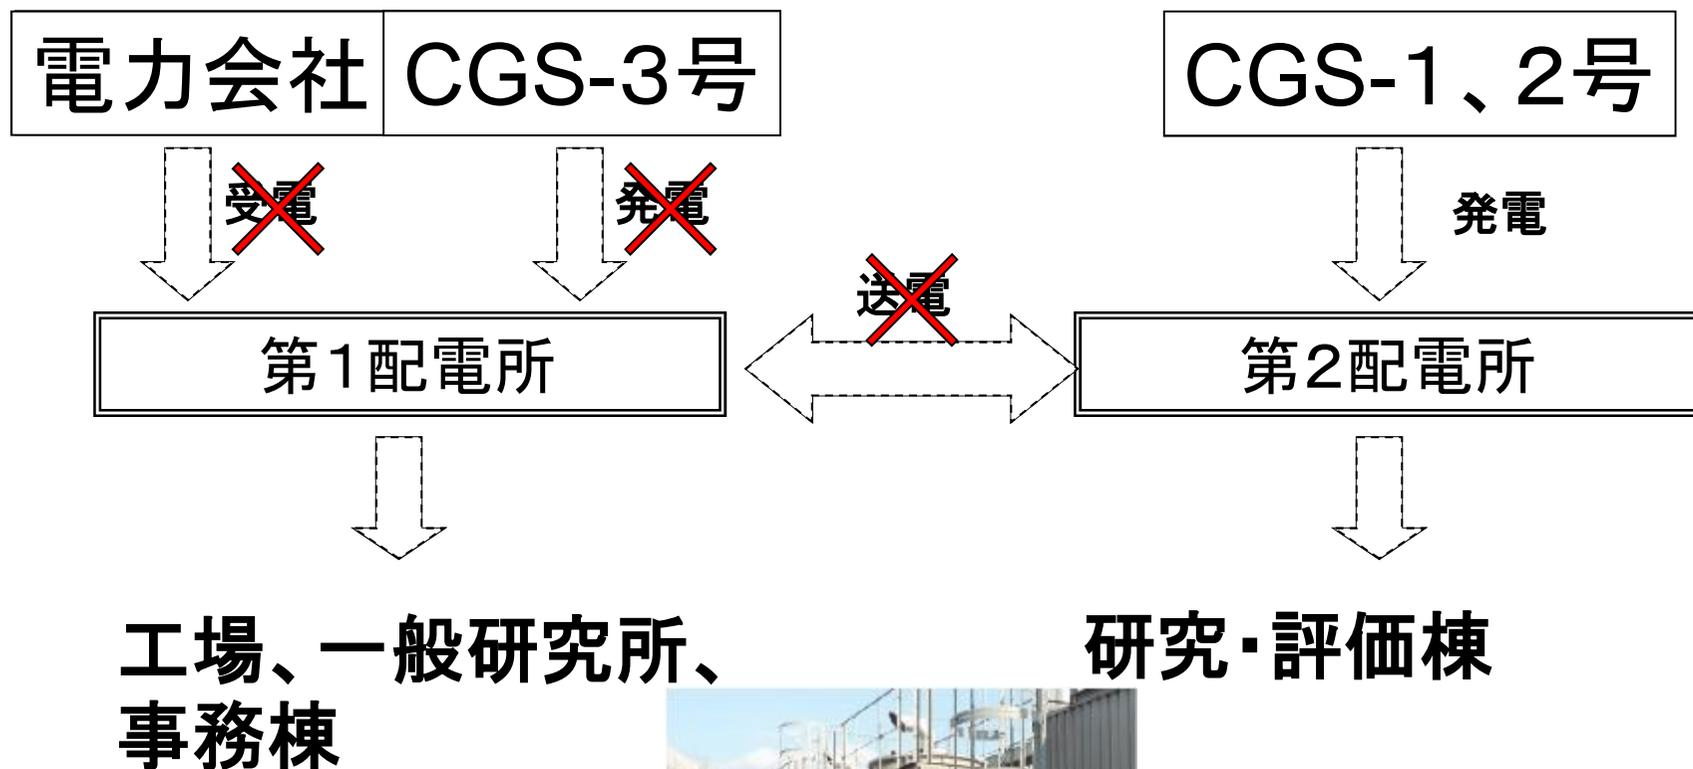 電力会社 CGS-3号 CGS-1、2号
受電 発電 発電
送電
第1配電所 第2配電所
工場、一般研究所、 研究・評価棟
事務棟